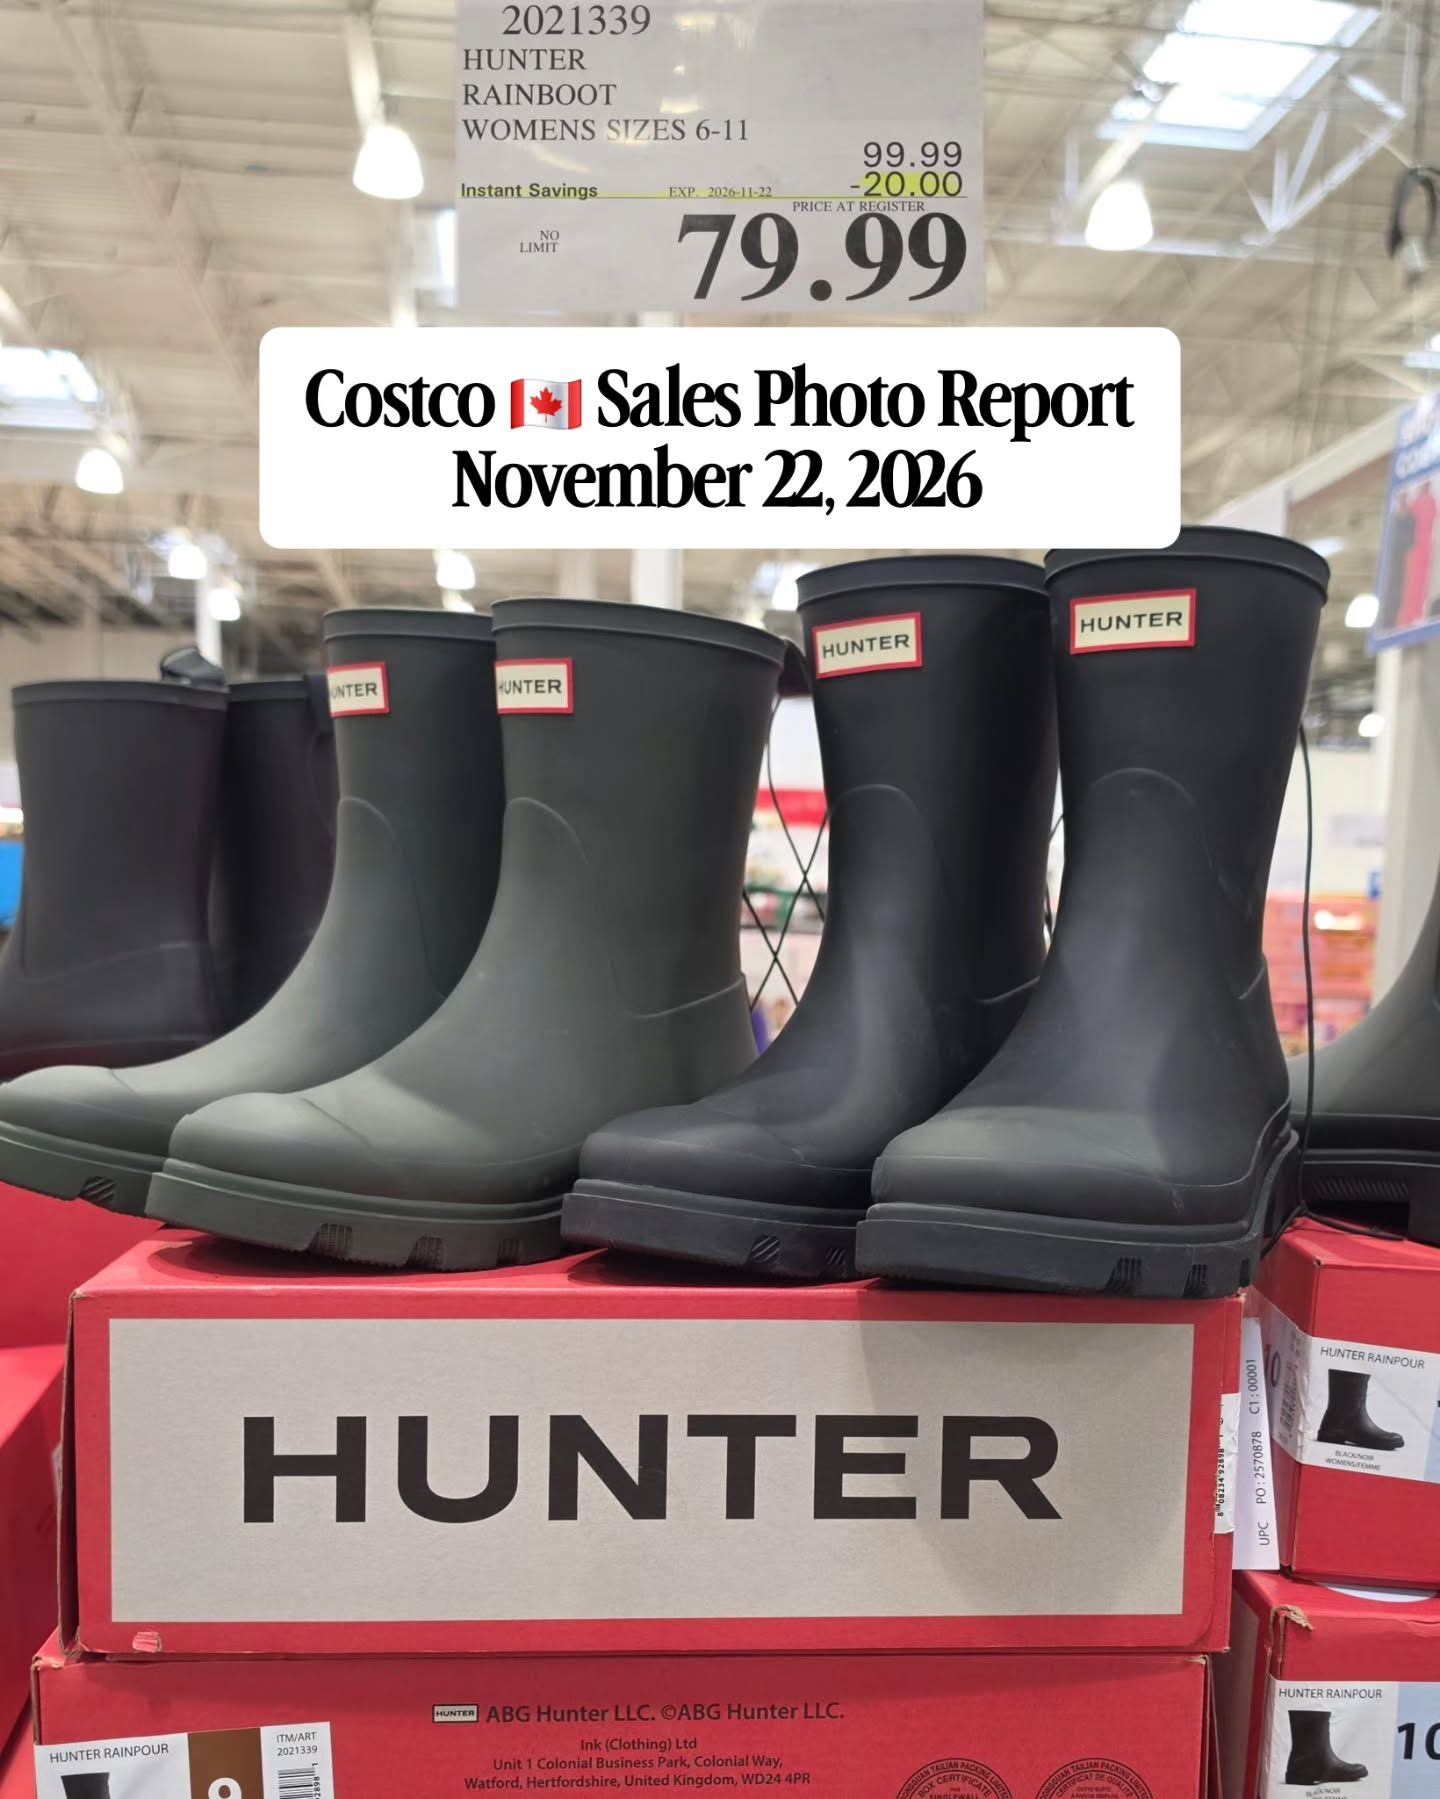 2021339
HUNTER
RAINBOOT
WOMENS SIZES 6-11
99.99
Instant Savings EXP. 2026-11-22 -20.00
PRICE AT REGISTER
NO
LIMIT
79.99
Costco 🇨🇦 Sales Photo Report
November 22, 2026
HUNTER
HUNTER
HUNTER
HUNTER
HUNTER
HUNTER RAINPOUR
BLACK/NOIR
WOMENS/FEMME
UPC PO : 2570878 C1 : 00001
HUNTER ABG Hunter LLC. ©ABG Hunter LLC.
Ink (Clothing) Ltd
Unit 1 Colonial Business Park, Colonial Way,
Watford, Hertfordshire, United Kingdom, WD24 4PR
HUNTER RAINPOUR
ITM/ART
2021339
9
HUNTER RAINPOUR
10
BLACK/NOIR